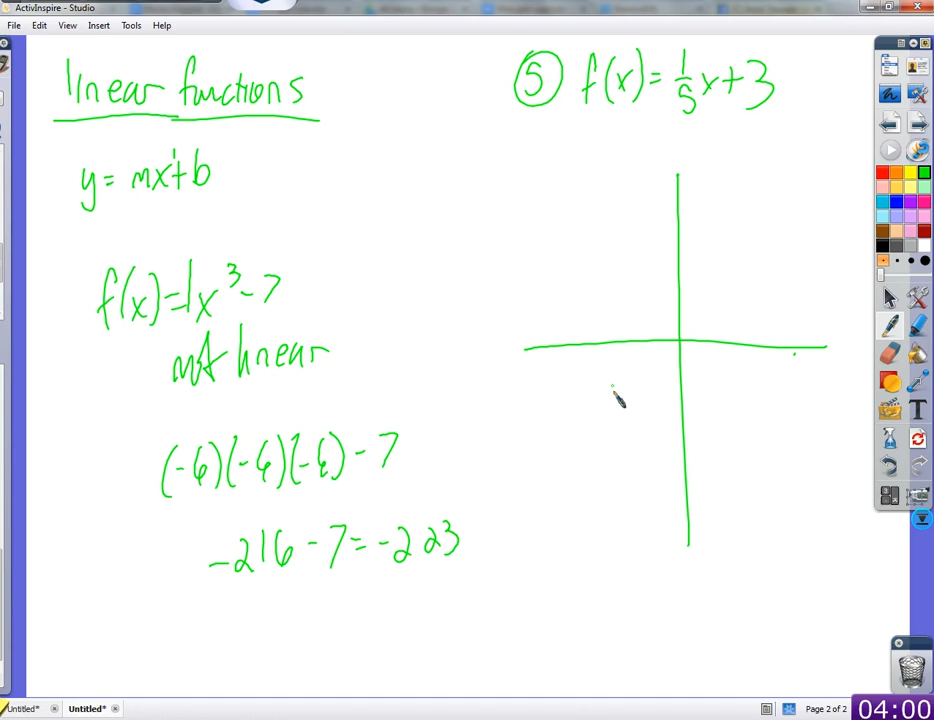 ActivInspire - Studio
File Edit View Insert Tools Help
linear functions
y = mx¹+b
f(x)=1x³-7
not linear
(-6)(-6)(-6)-7
-216-7=-223
5 f(x)=1/5x+3
T
Untitled* Untitled* Page 2 of 2 04:00